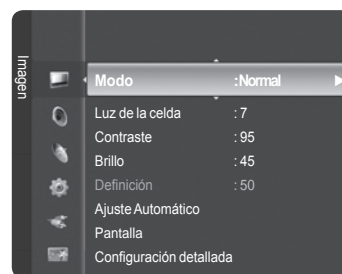 Imagen
Modo :Normal
Luz de la celda : 7
Contraste : 95
Brillo : 45
Definición : 50
Ajuste Automático
Pantalla
Configuración detallada